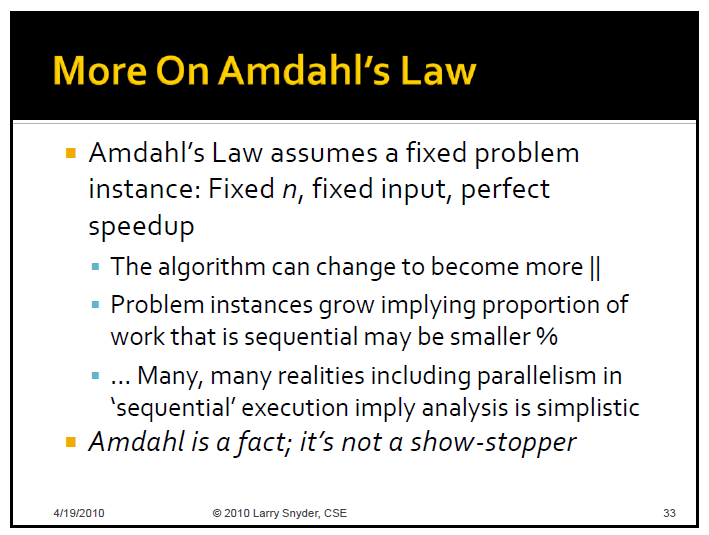 More On Amdahl's Law
Amdahl's Law assumes a fixed problem
instance: Fixed n, fixed input, perfect
speedup
The algorithm can change to become more ||
Problem instances grow implying proportion of
work that is sequential may be smaller %
… Many, many realities including parallelism in
‘sequential’ execution imply analysis is simplistic
Amdahl is a fact; it's not a show-stopper
4/19/2010 © 2010 Larry Snyder, CSE 33